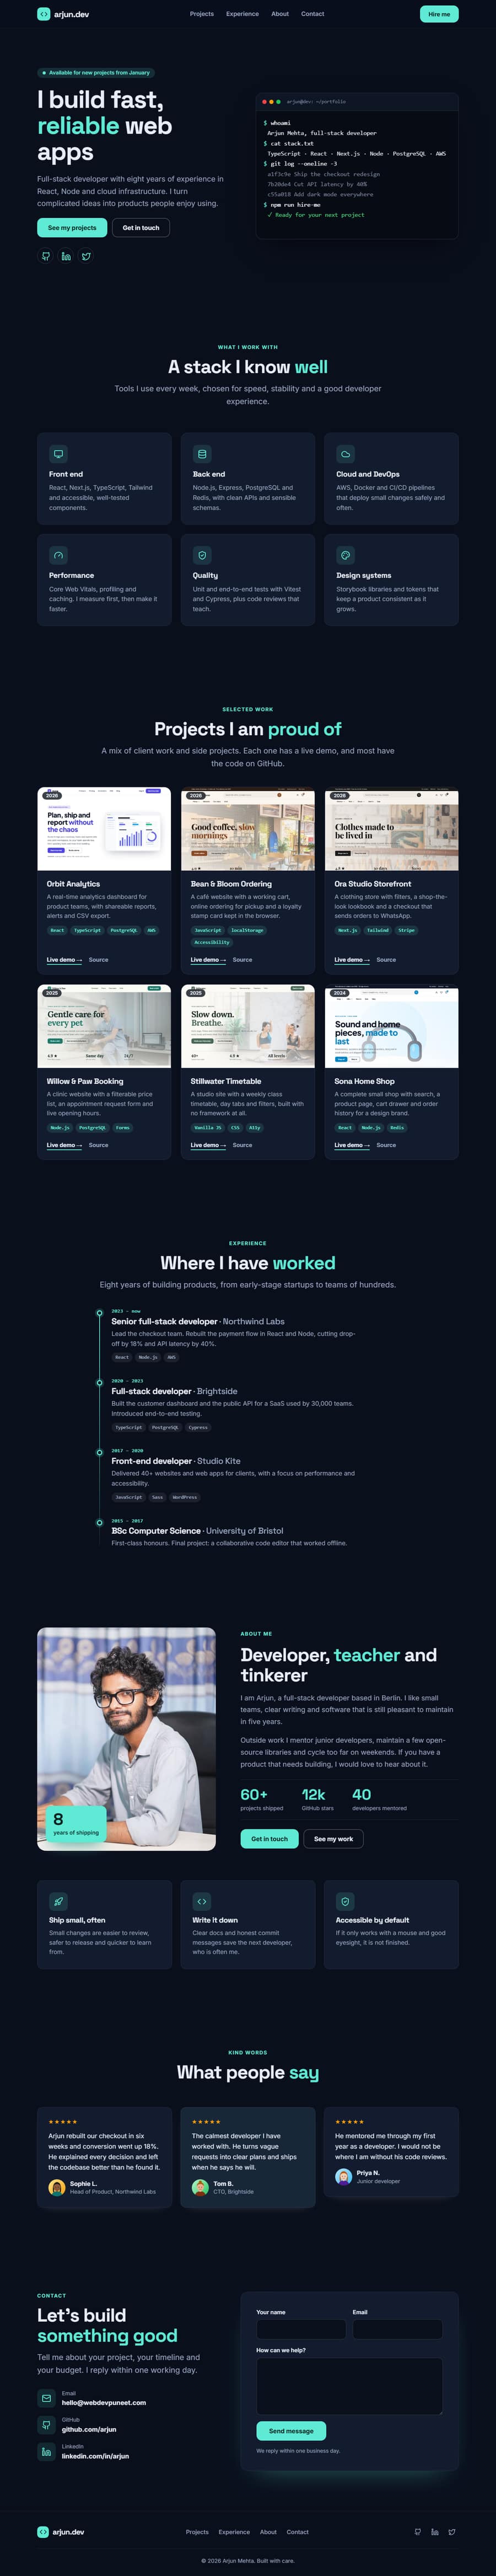 arjun.dev
Projects Experience About Contact
Hire me
Available for new projects from January
I build fast,
reliable web
apps
Full-stack developer with eight years of experience in
React, Node and cloud infrastructure. I turn
complicated ideas into products people enjoy using.
See my projects
Get in touch
arjun@dev: ~/portfolio
$ whoami
Arjun Mehta, full-stack developer
$ cat stack.txt
TypeScript · React · Next.js · Node · PostgreSQL · AWS
$ git log --oneline -3
a1f3c9e Ship the checkout redesign
7b20de4 Cut API latency by 40%
c55a018 Add dark mode everywhere
$ npm run hire-me
✓ Ready for your next project
WHAT I WORK WITH
A stack I know well
Tools I use every week, chosen for speed, stability and a good developer
experience.
Front end
React, Next.js, TypeScript, Tailwind
and accessible, well-tested
components.
Back end
Node.js, Express, PostgreSQL and
Redis, with clean APIs and sensible
schemas.
Cloud and DevOps
AWS, Docker and CI/CD pipelines
that deploy small changes safely and
often.
Performance
Core Web Vitals, profiling and
caching. I measure first, then make it
faster.
Quality
Unit and end-to-end tests with Vitest
and Cypress, plus code reviews that
teach.
Design systems
Storybook libraries and tokens that
keep a product consistent as it
grows.
SELECTED WORK
Projects I am proud of
A mix of client work and side projects. Each one has a live demo, and most have
the code on GitHub.
2026
Plan, ship and
report without
the chaos
Orbit Analytics
A real-time analytics dashboard for
product teams, with shareable reports,
alerts and CSV export.
React TypeScript PostgreSQL AWS
Live demo → Source
2026
Good coffee, slow
mornings
Bean & Bloom Ordering
A café website with a working cart,
online ordering for pickup and a loyalty
stamp card kept in the browser.
JavaScript localStorage
Accessibility
Live demo → Source
2026
Clothes made to
be lived in
Ora Studio Storefront
A clothing store with filters, a shop-the-
look lookbook and a checkout that
sends orders to WhatsApp.
Next.js Tailwind Stripe
Live demo → Source
2025
Gentle care for
every pet
Willow & Paw Booking
A clinic website with a filterable price
list, an appointment request form and
live opening hours.
Node.js PostgreSQL Forms
Live demo → Source
2025
Slow down.
Breathe.
Stillwater Timetable
A studio site with a weekly class
timetable, day tabs and filters, built with
no framework at all.
Vanilla JS CSS A11y
Live demo → Source
2024
Sound and home
pieces, made to
last
Sona Home Shop
A complete small shop with search, a
product page, cart drawer and order
history for a design brand.
React Node.js Redis
Live demo → Source
EXPERIENCE
Where I have worked
Eight years of building products, from early-stage startups to teams of hundreds.
2023 – now
Senior full-stack developer · Northwind Labs
Lead the checkout team. Rebuilt the payment flow in React and Node, cutting drop-
off by 18% and API latency by 40%.
React Node.js AWS
2020 – 2023
Full-stack developer · Brightside
Built the customer dashboard and the public API for a SaaS used by 30,000 teams.
Introduced end-to-end testing.
TypeScript PostgreSQL Cypress
2017 – 2020
Front-end developer · Studio Kite
Delivered 40+ websites and web apps for clients, with a focus on performance and
accessibility.
JavaScript Sass WordPress
2015 – 2017
BSc Computer Science · University of Bristol
First-class honours. Final project: a collaborative code editor that worked offline.
8
years of shipping
ABOUT ME
Developer, teacher and
tinkerer
I am Arjun, a full-stack developer based in Berlin. I like small
teams, clear writing and software that is still pleasant to maintain
in five years.
Outside work I mentor junior developers, maintain a few open-
source libraries and cycle too far on weekends. If you have a
product that needs building, I would love to hear about it.
60+
projects shipped
12k
GitHub stars
40
developers mentored
Get in touch
See my work
Ship small, often
Small changes are easier to review,
safer to release and quicker to learn
from.
Write it down
Clear docs and honest commit
messages save the next developer,
who is often me.
Accessible by default
If it only works with a mouse and good
eyesight, it is not finished.
KIND WORDS
What people say
★★★★★
Arjun rebuilt our checkout in six
weeks and conversion went up 18%.
He explained every decision and left
the codebase better than he found it.
Sophie L.
Head of Product, Northwind Labs
★★★★★
The calmest developer I have
worked with. He turns vague
requests into clear plans and ships
when he says he will.
Tom B.
CTO, Brightside
★★★★★
He mentored me through my first
year as a developer. I would not be
where I am without his code reviews.
Priya N.
Junior developer
CONTACT
Let's build
something good
Tell me about your project, your timeline and
your budget. I reply within one working day.
Email
hello@webdevpuneet.com
GitHub
github.com/arjun
LinkedIn
linkedin.com/in/arjun
Your name
Email
How can we help?
Send message
We reply within one business day.
arjun.dev
Projects Experience About Contact
© 2026 Arjun Mehta. Built with care.